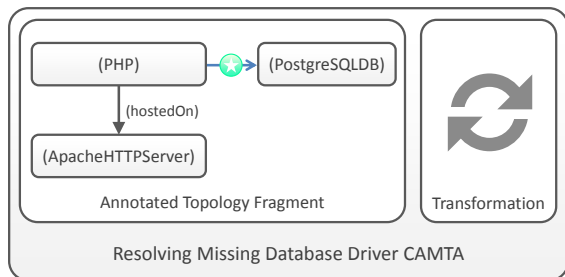 (PHP)
(PostgreSQLDB)
(hostedOn)
(ApacheHTTPServer)
Annotated Topology Fragment
Transformation
Resolving Missing Database Driver CAMTA